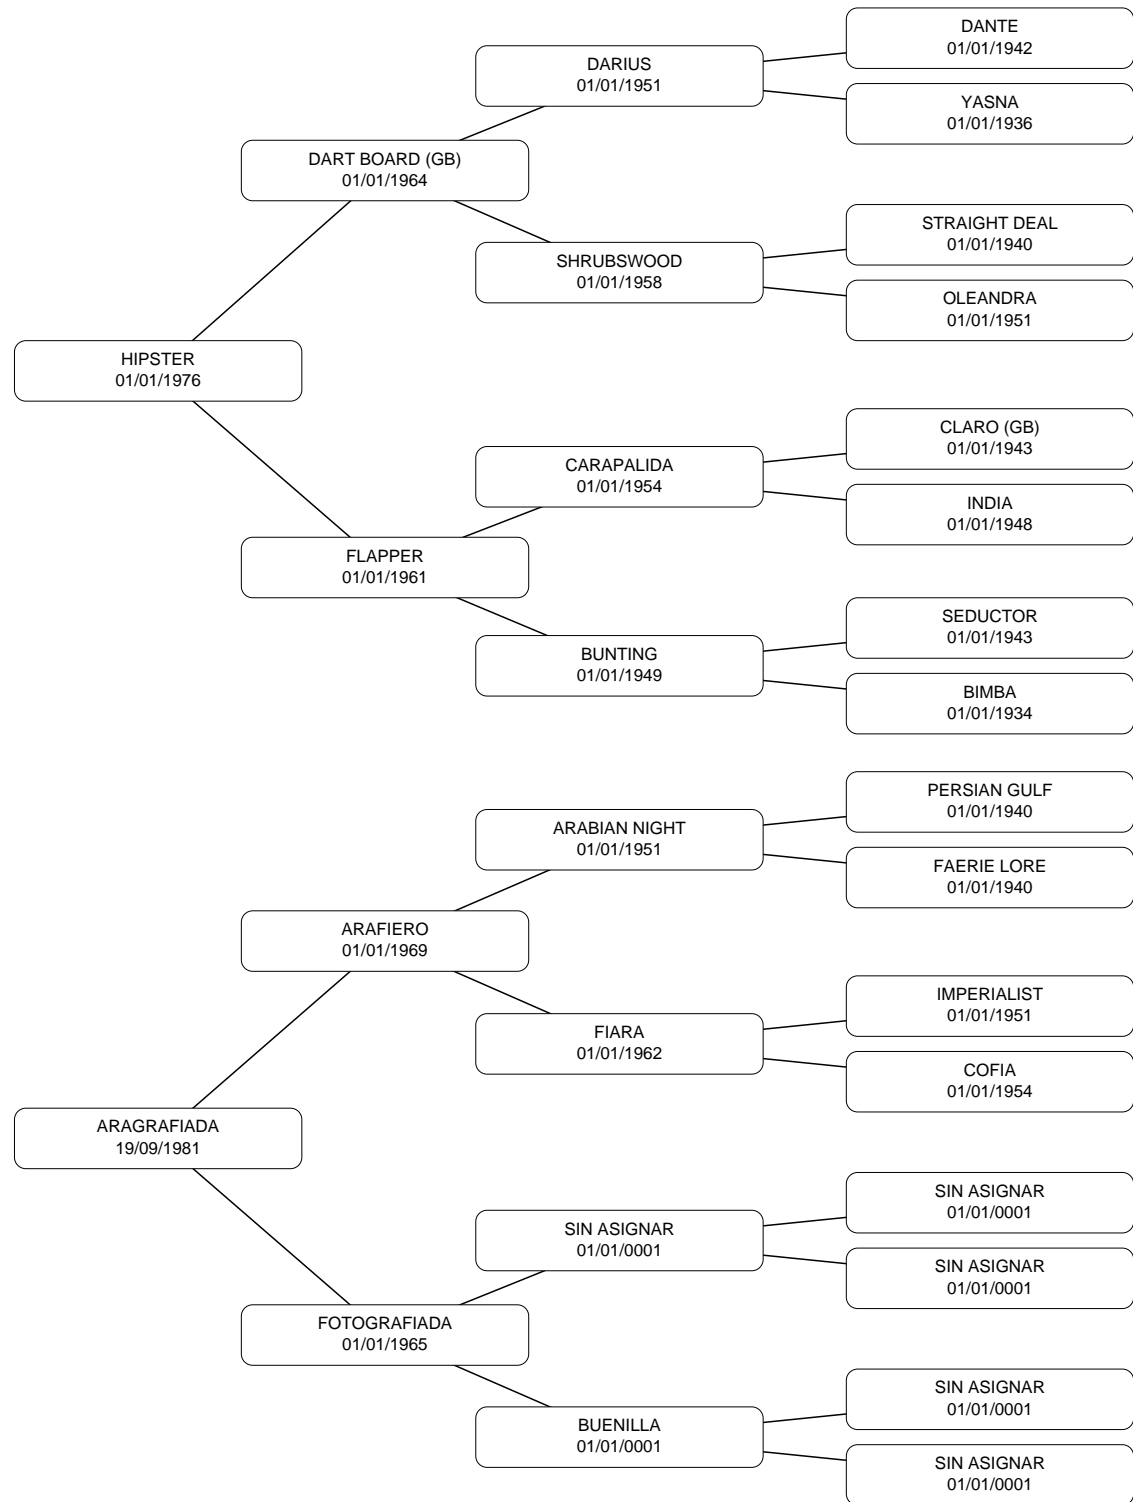 DANTE
01/01/1942
DARIUS
01/01/1951
YASNA
01/01/1936
DART BOARD (GB)
01/01/1964
STRAIGHT DEAL
01/01/1940
SHRUBSWOOD
01/01/1958
OLEANDRA
01/01/1951
HIPSTER
01/01/1976
CLARO (GB)
01/01/1943
CARAPALIDA
01/01/1954
INDIA
01/01/1948
FLAPPER
01/01/1961
SEDUCTOR
01/01/1943
BUNTING
01/01/1949
BIMBA
01/01/1934
PERSIAN GULF
01/01/1940
ARABIAN NIGHT
01/01/1951
FAERIE LORE
01/01/1940
ARAFIERO
01/01/1969
IMPERIALIST
01/01/1951
FIARA
01/01/1962
COFIA
01/01/1954
ARAGRAFIADA
19/09/1981
SIN ASIGNAR
01/01/0001
SIN ASIGNAR
01/01/0001
SIN ASIGNAR
01/01/0001
FOTOGRAFIADA
01/01/1965
SIN ASIGNAR
01/01/0001
BUENILLA
01/01/0001
SIN ASIGNAR
01/01/0001